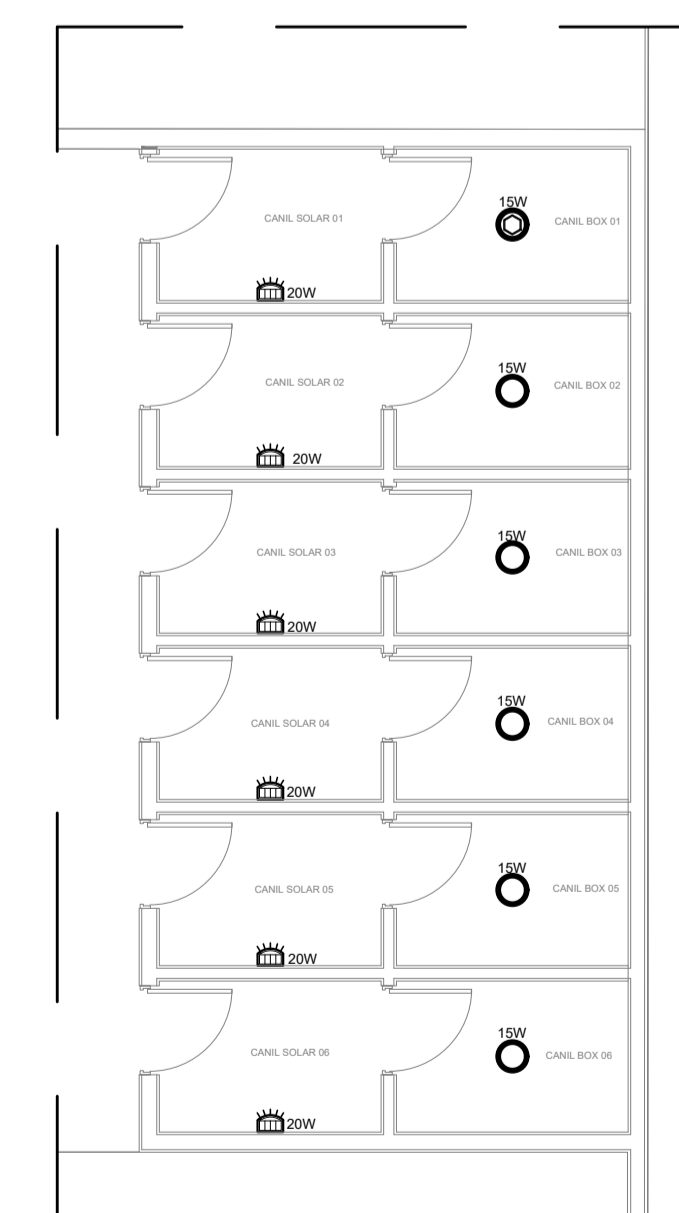 15W
CANIL SOLAR 01
CANIL BOX 01
20W
15W
CANIL SOLAR 02
CANIL BOX 02
20W
15W
CANIL SOLAR 03
CANIL BOX 03
20W
15W
CANIL SOLAR 04
CANIL BOX 04
20W
15W
CANIL SOLAR 05
CANIL BOX 05
20W
15W
CANIL SOLAR 06
CANIL BOX 06
20W